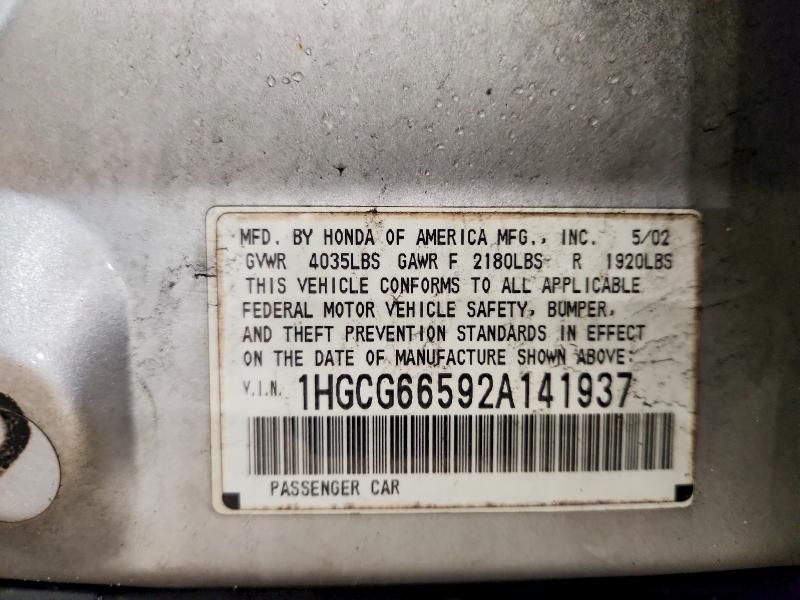 MFD. BY HONDA OF AMERICA MFG., INC. 5/02
GVWR 4035LBS GAWR F 2180LBS R 1920LBS
THIS VEHICLE CONFORMS TO ALL APPLICABLE
FEDERAL MOTOR VEHICLE SAFETY, BUMPER,
AND THEFT PREVENTION STANDARDS IN EFFECT
ON THE DATE OF MANUFACTURE SHOWN ABOVE:
V.I.N. 1HGCG66592A141937
PASSENGER CAR